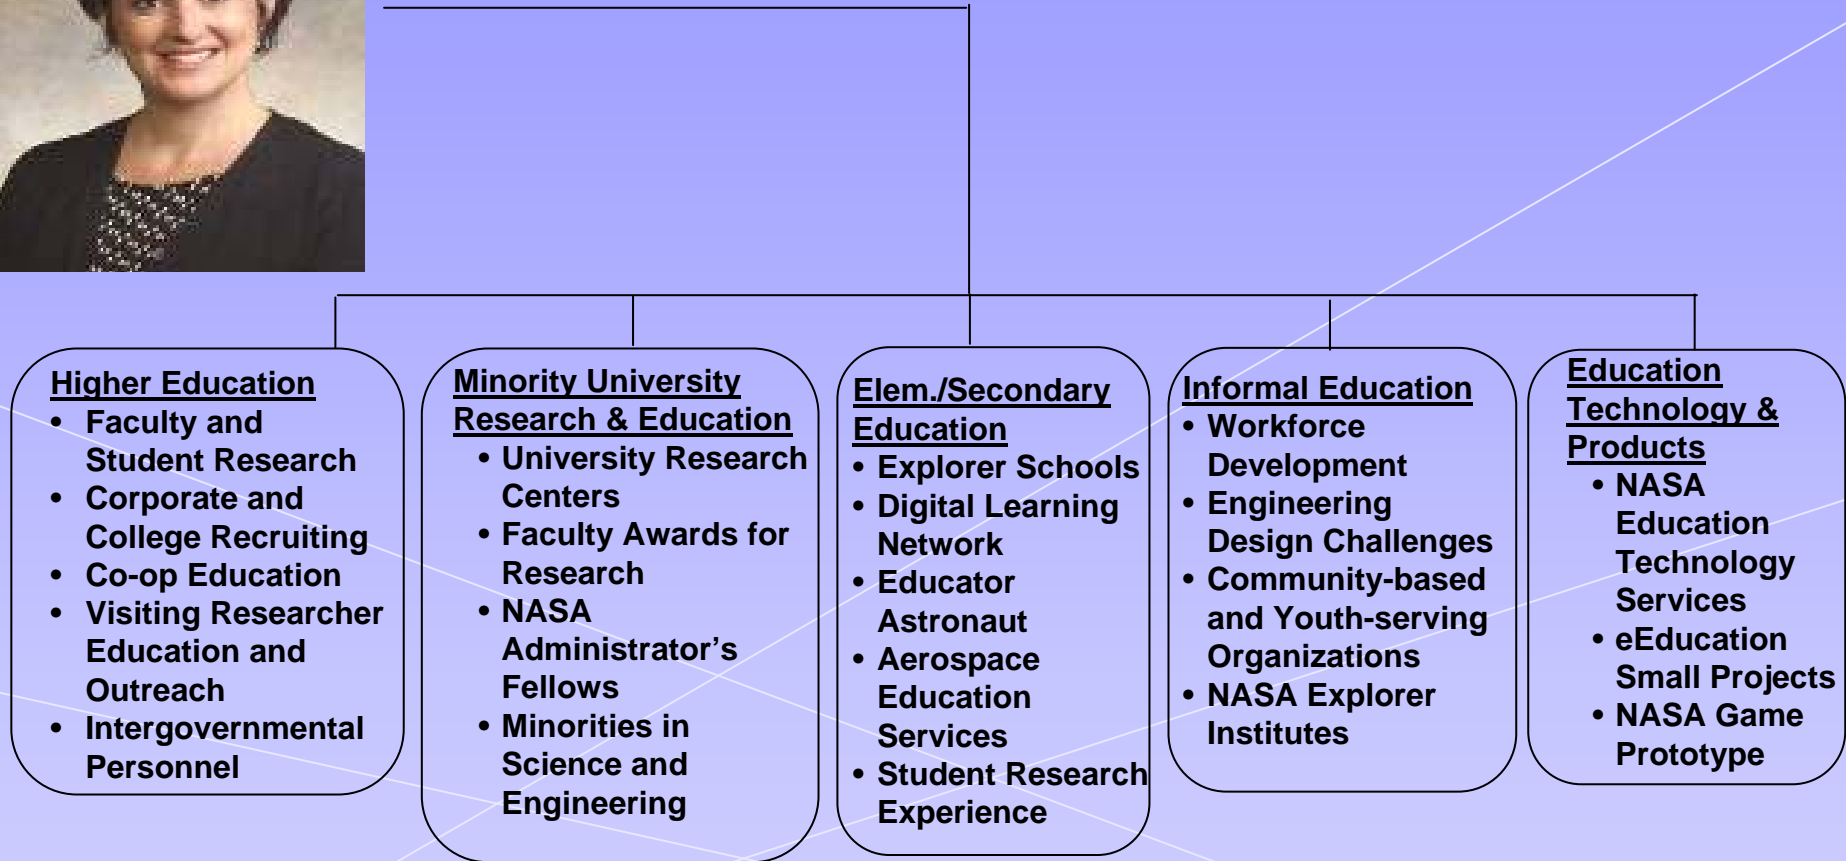 Higher Education
• Faculty and
Student Research
• Corporate and
College Recruiting
• Co-op Education
• Visiting Researcher
Education and
Outreach
• Intergovernmental
Personnel
Minority University
Research & Education
• University Research
Centers
• Faculty Awards for
Research
• NASA
Administrator’s
Fellows
• Minorities in
Science and
Engineering
Elem./Secondary
Education
• Explorer Schools
• Digital Learning
Network
• Educator
Astronaut
• Aerospace
Education
Services
• Student Research
Experience
Informal Education
• Workforce
Development
• Engineering
Design Challenges
• Community-based
and Youth-serving
Organizations
• NASA Explorer
Institutes
Education
Technology &
Products
• NASA
Education
Technology
Services
• eEducation
Small Projects
• NASA Game
Prototype